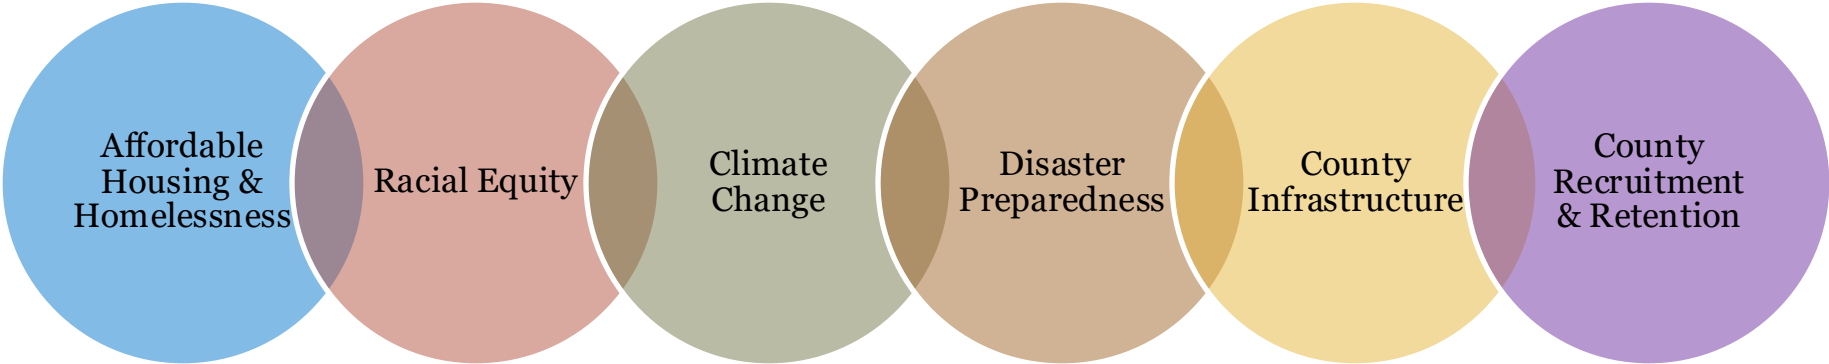 Affordable
Housing &
Homelessness
Racial Equity
Climate
Change
Disaster
Preparedness
County
Infrastructure
County
Recruitment
& Retention